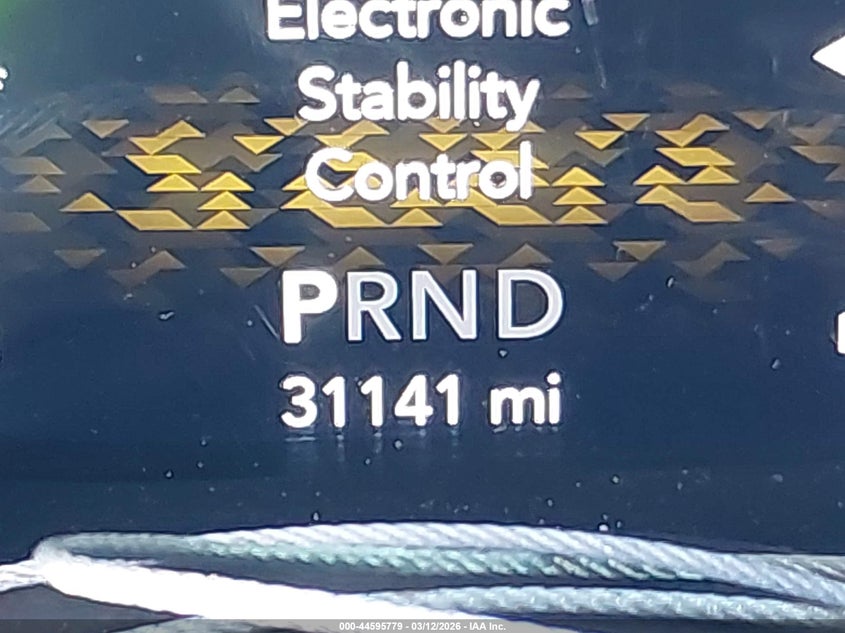 Electronic
Stability
Control
PRND
31141 mi
000-44595779 - 03/12/2026 - IAA Inc.